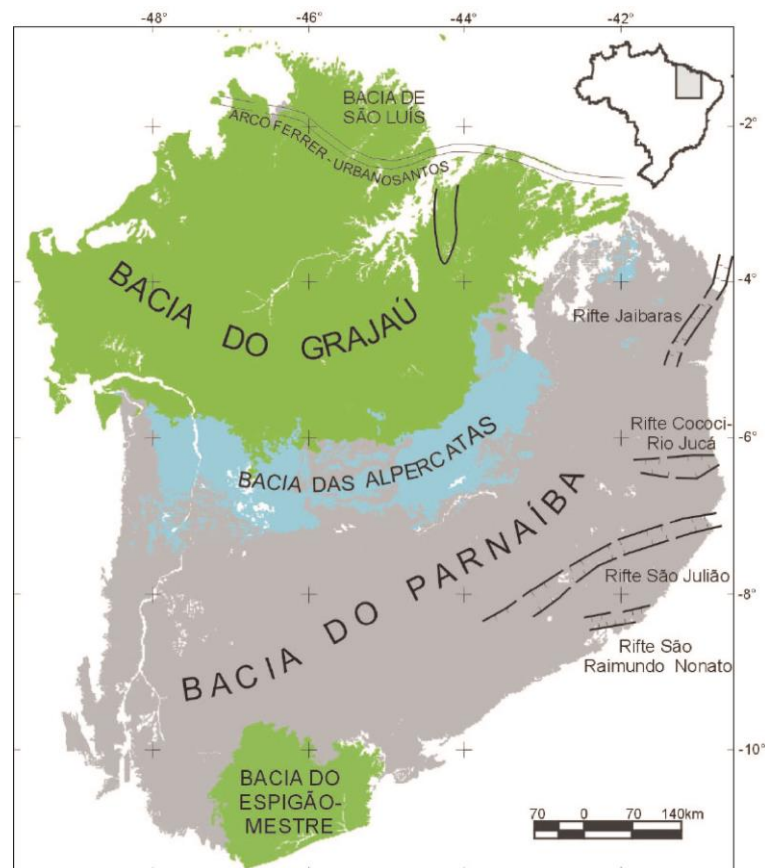 -48°
-46°
-44°
-42°
BACIA DE
SÃO LUÍS
-2°
ARCO FERRER - URBANOSANTOS
BACIA DO GRAJAÚ
-4°
Rifte Jaibaras
Rifte Cococi-
Rio Jucá
-6°
BACIA DAS ALPERCATAS
BACIA DO PARNAÍBA
Rifte São Julião
-8°
Rifte São
Raimundo Nonato
-10°
BACIA DO
ESPIGÃO-
MESTRE
70 0 70 140km